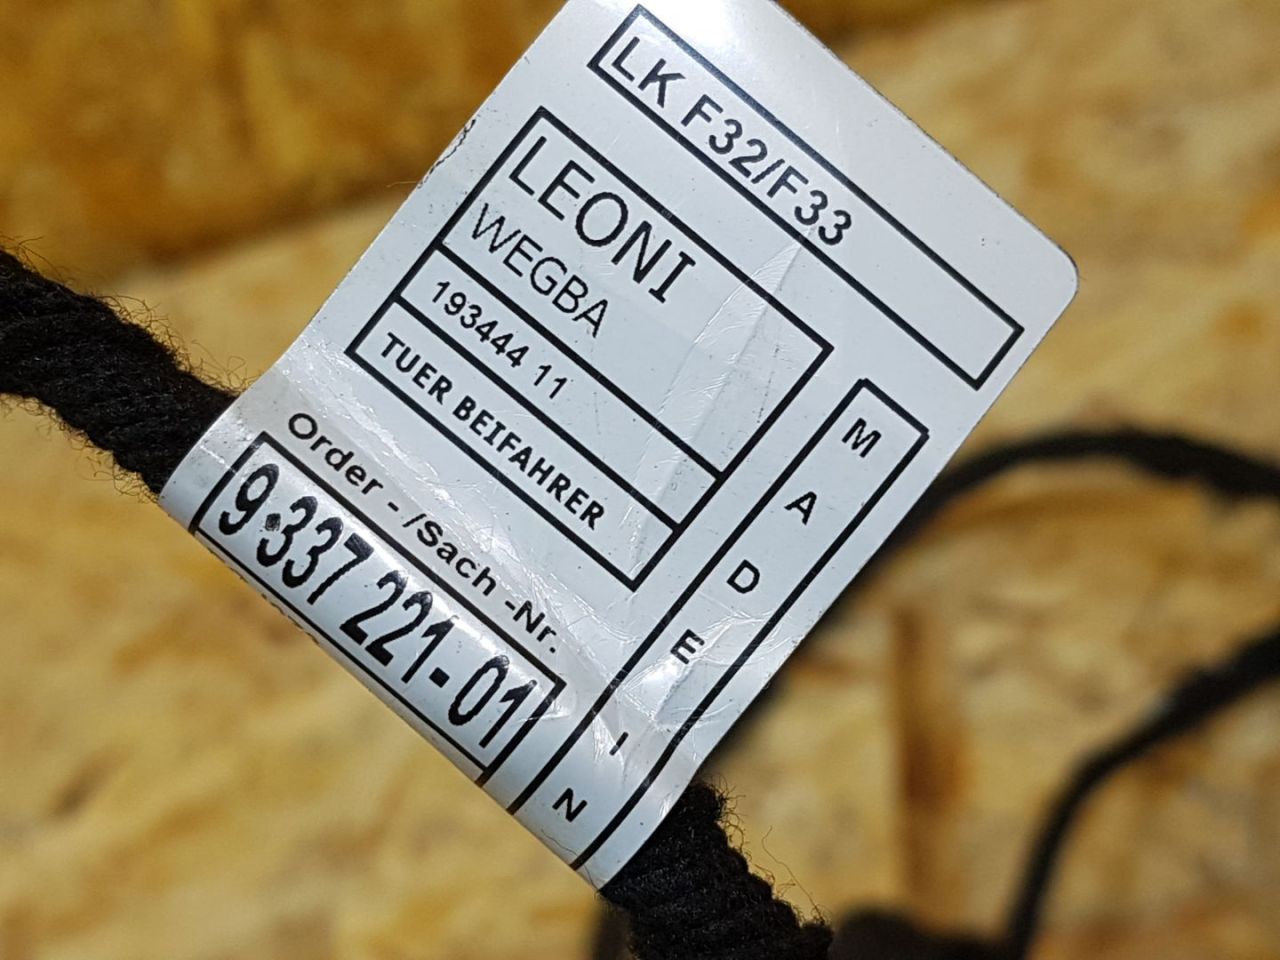 LK F32/F33
LEONI
WEGBA
193444 11
TUER BEIFAHRER
Order - /Sach -Nr.
9·337 221-01
MADE IN